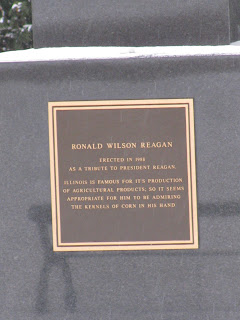 RONALD WILSON REAGAN
ERECTED IN 1988
AS A TRIBUTE TO PRESIDENT REAGAN.
ILLINOIS IS FAMOUS FOR IT'S PRODUCTION
OF AGRICULTURAL PRODUCTS, SO IT SEEMS
APPROPRIATE FOR HIM TO BE ADMIRING
THE KERNELS OF CORN IN HIS HAND.